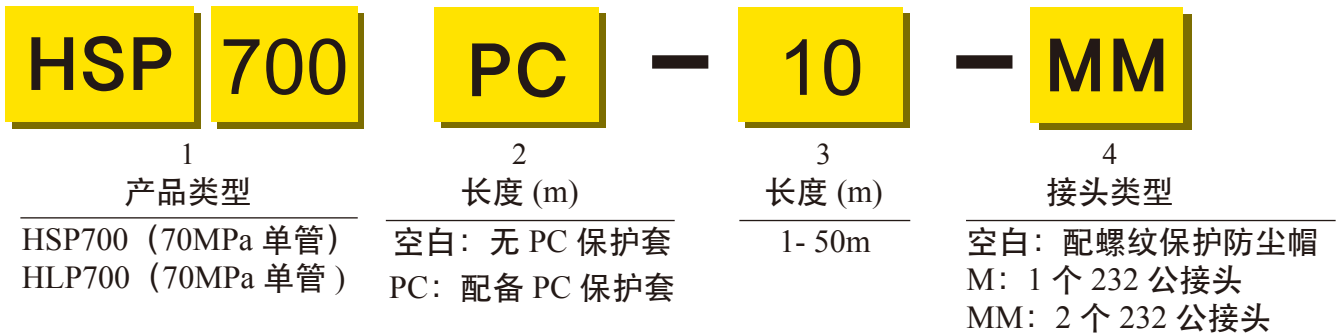 HSP 700 PC － 10 － MM
1 2 3 4
产品类型 长度 (m) 长度 (m) 接头类型
HSP700（70MPa 单管） 空白：无 PC 保护套 1- 50m 空白：配螺纹保护防尘帽
HLP700（70MPa 单管 ) PC：配备 PC 保护套 M：1 个 232 公接头
MM：2 个 232 公接头